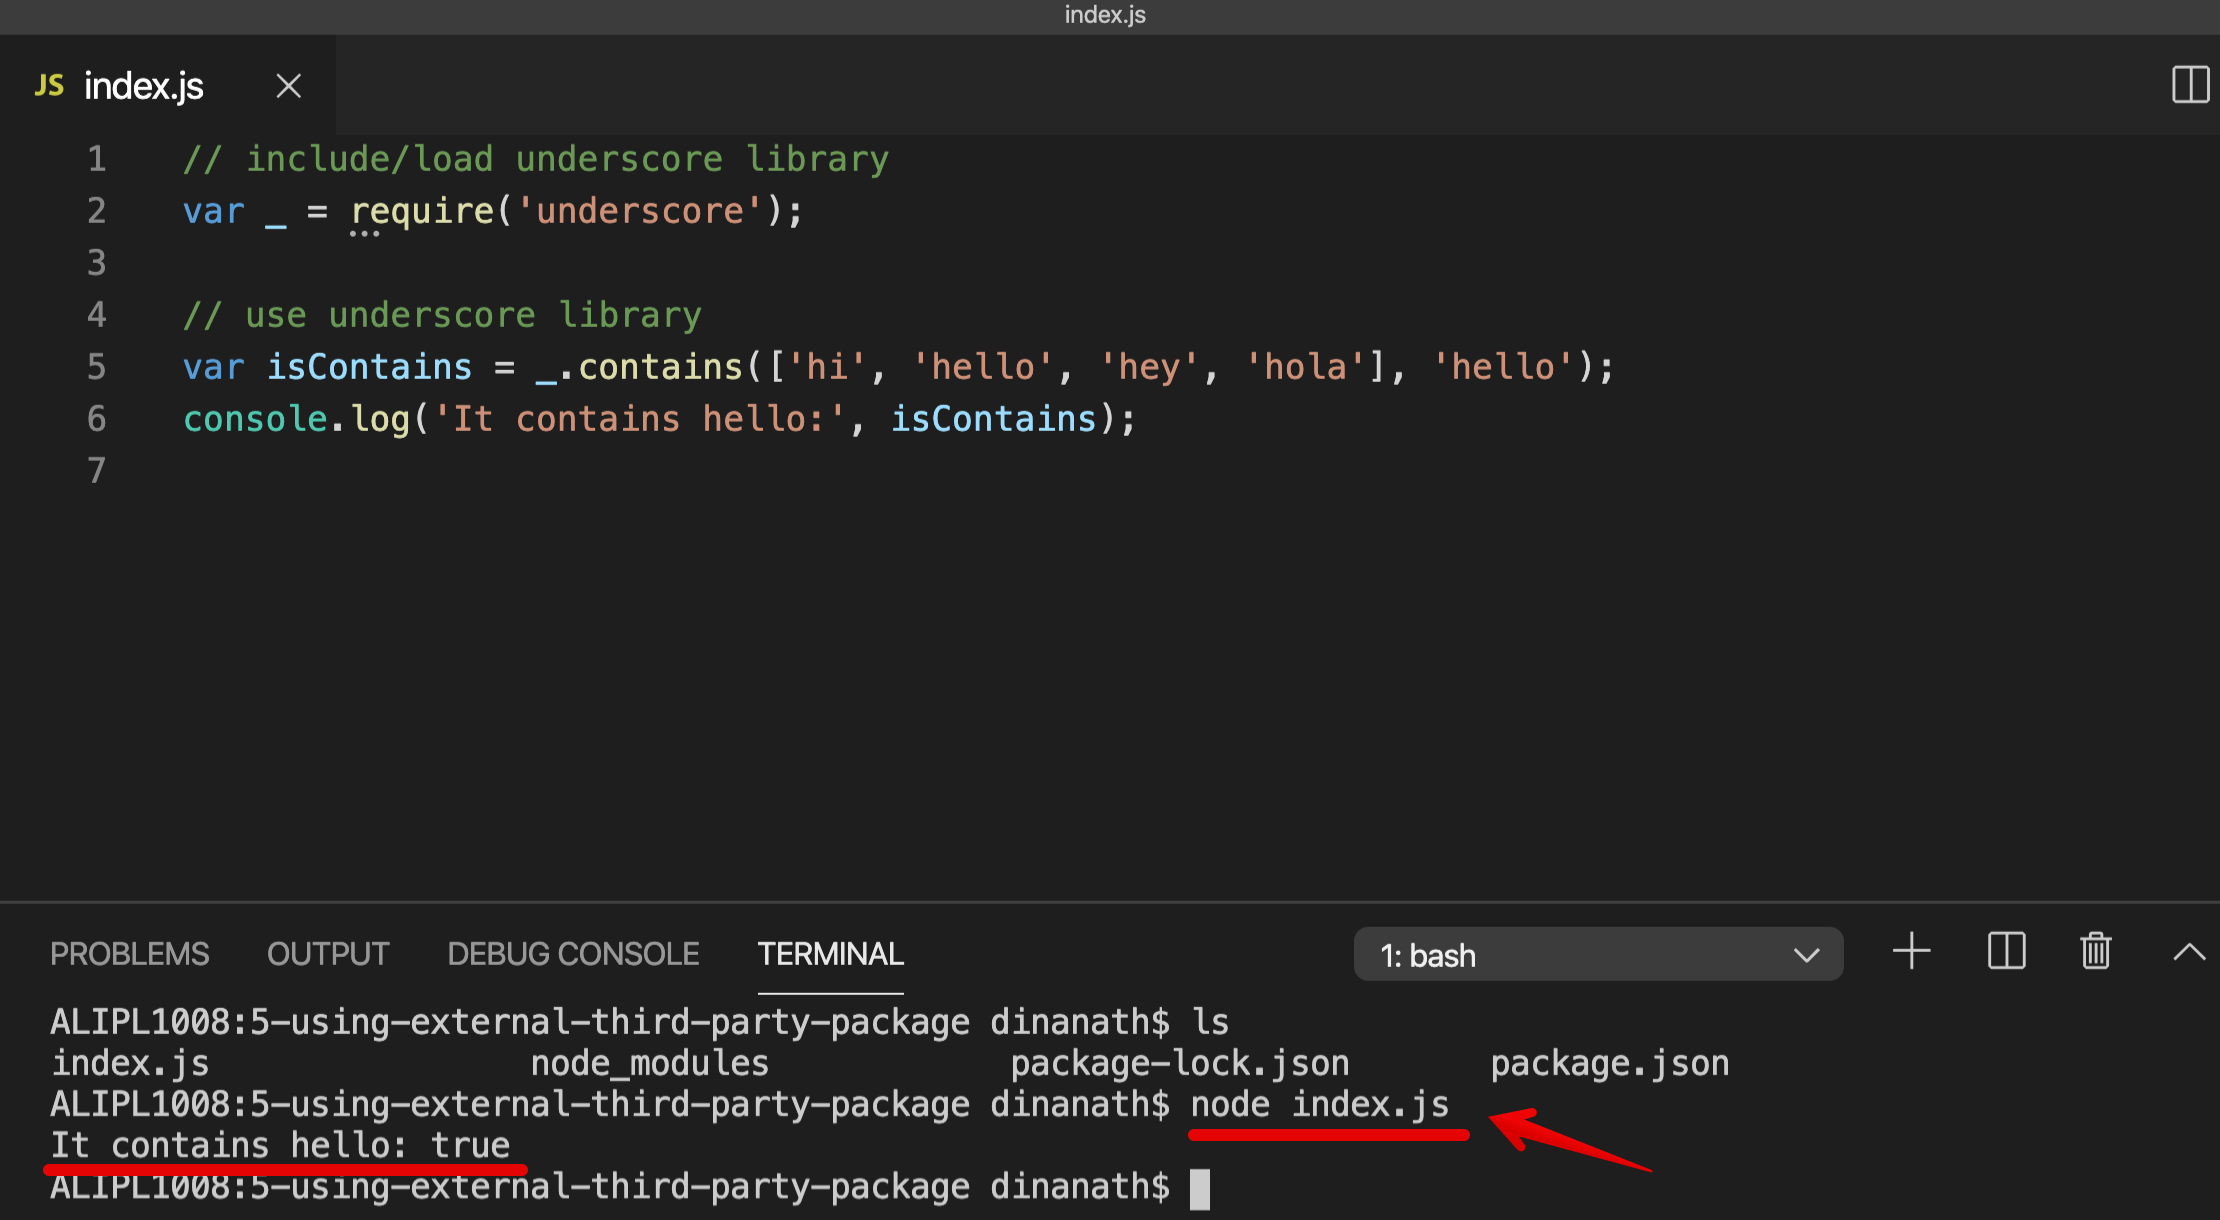 index.js
JS index.js
1 // include/load underscore library
2 var _ = require('underscore');
3
4 // use underscore library
5 var isContains = _.contains(['hi', 'hello', 'hey', 'hola'], 'hello');
6 console.log('It contains hello:', isContains);
7
PROBLEMS OUTPUT DEBUG CONSOLE TERMINAL 1: bash
ALIPL1008:5-using-external-third-party-package dinanath$ ls
index.js node_modules package-lock.json package.json
ALIPL1008:5-using-external-third-party-package dinanath$ node index.js
It contains hello: true
ALIPL1008:5-using-external-third-party-package dinanath$